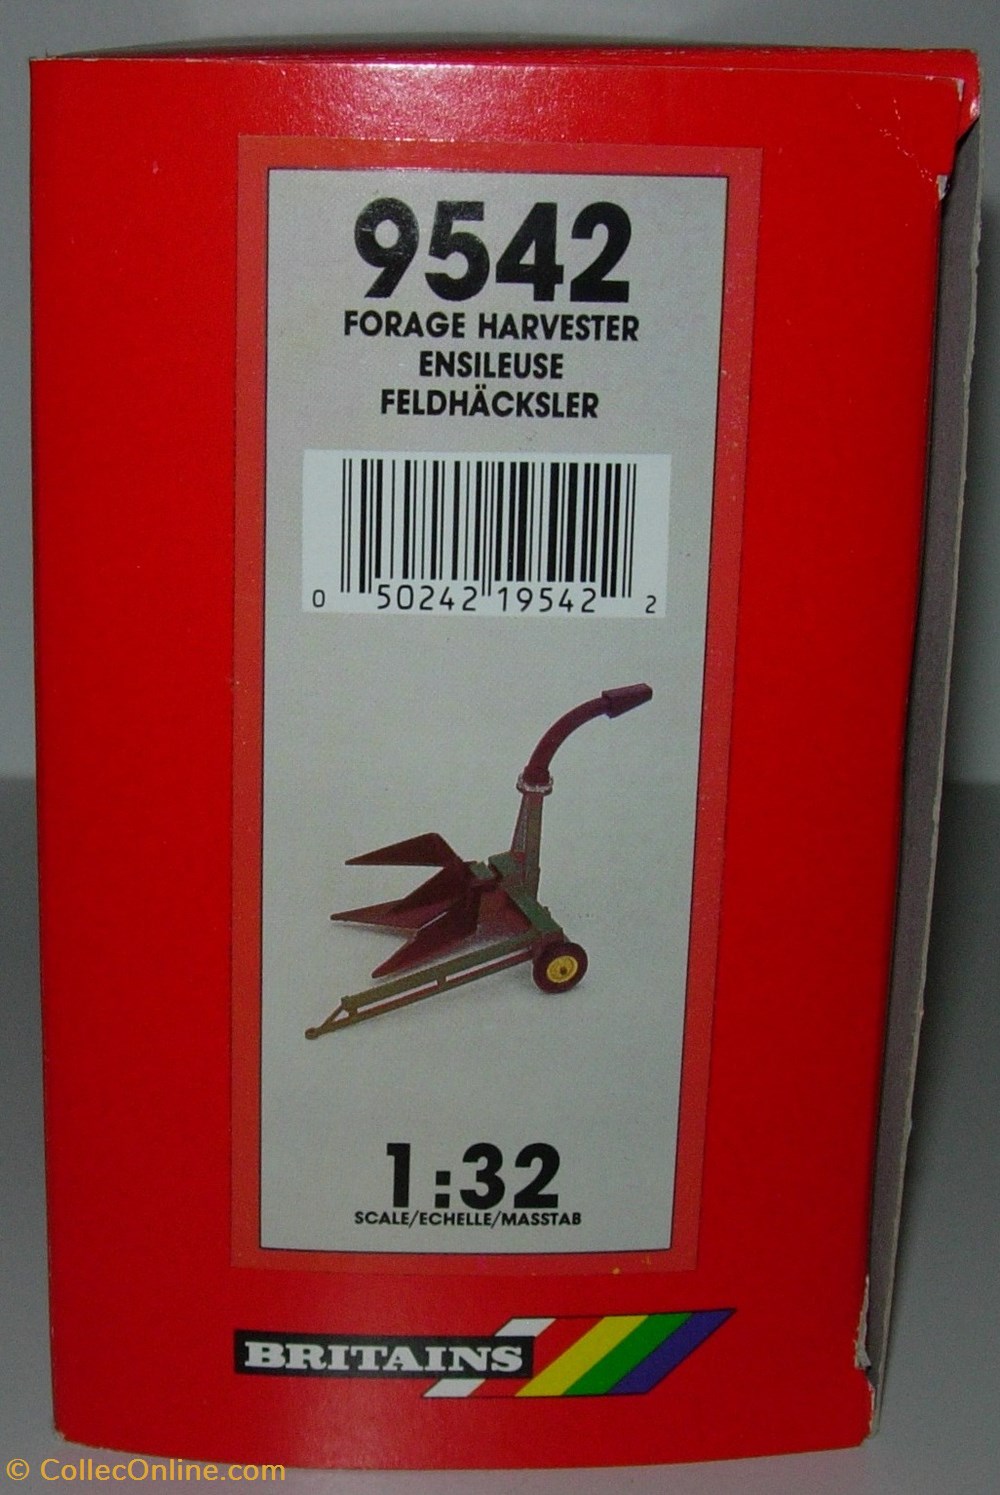 9542
FORAGE HARVESTER
ENSILEUSE
FELDHÄCKSLER
0 50242 19542 2
1:32
SCALE/ECHELLE/MASSTAB
BRITAINS
© CollecOnline.com